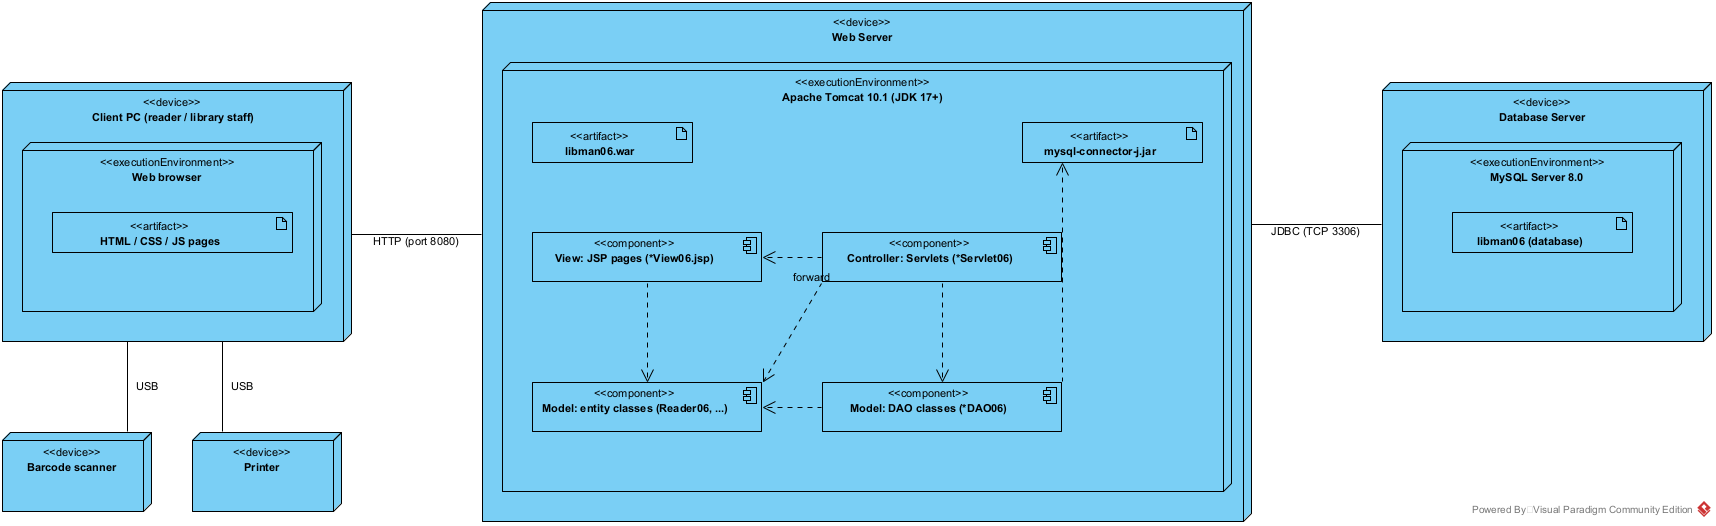 <<device>>
Client PC (reader / library staff)
<<executionEnvironment>>
Web browser
<<artifact>>
HTML / CSS / JS pages
USB
USB
<<device>>
Barcode scanner
<<device>>
Printer
HTTP (port 8080)
<<device>>
Web Server
<<executionEnvironment>>
Apache Tomcat 10.1 (JDK 17+)
<<artifact>>
libman06.war
<<artifact>>
mysql-connector-j.jar
<<component>>
View: JSP pages (*View06.jsp)
<<component>>
Controller: Servlets (*Servlet06)
forward
<<component>>
Model: entity classes (Reader06, ...)
<<component>>
Model: DAO classes (*DAO06)
JDBC (TCP 3306)
<<device>>
Database Server
<<executionEnvironment>>
MySQL Server 8.0
<<artifact>>
libman06 (database)
Powered By Visual Paradigm Community Edition